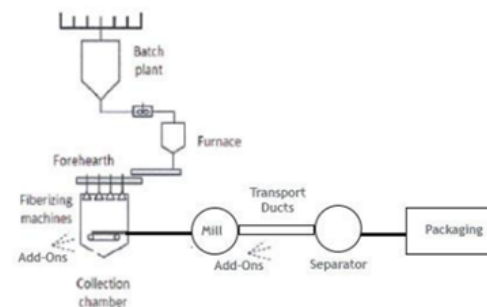 Batch
plant
Furnace
Forehearth
Fiberizing
machines
Add-Ons
Collection
chamber
Mill
Transport
Ducts
Add-Ons
Separator
Packaging